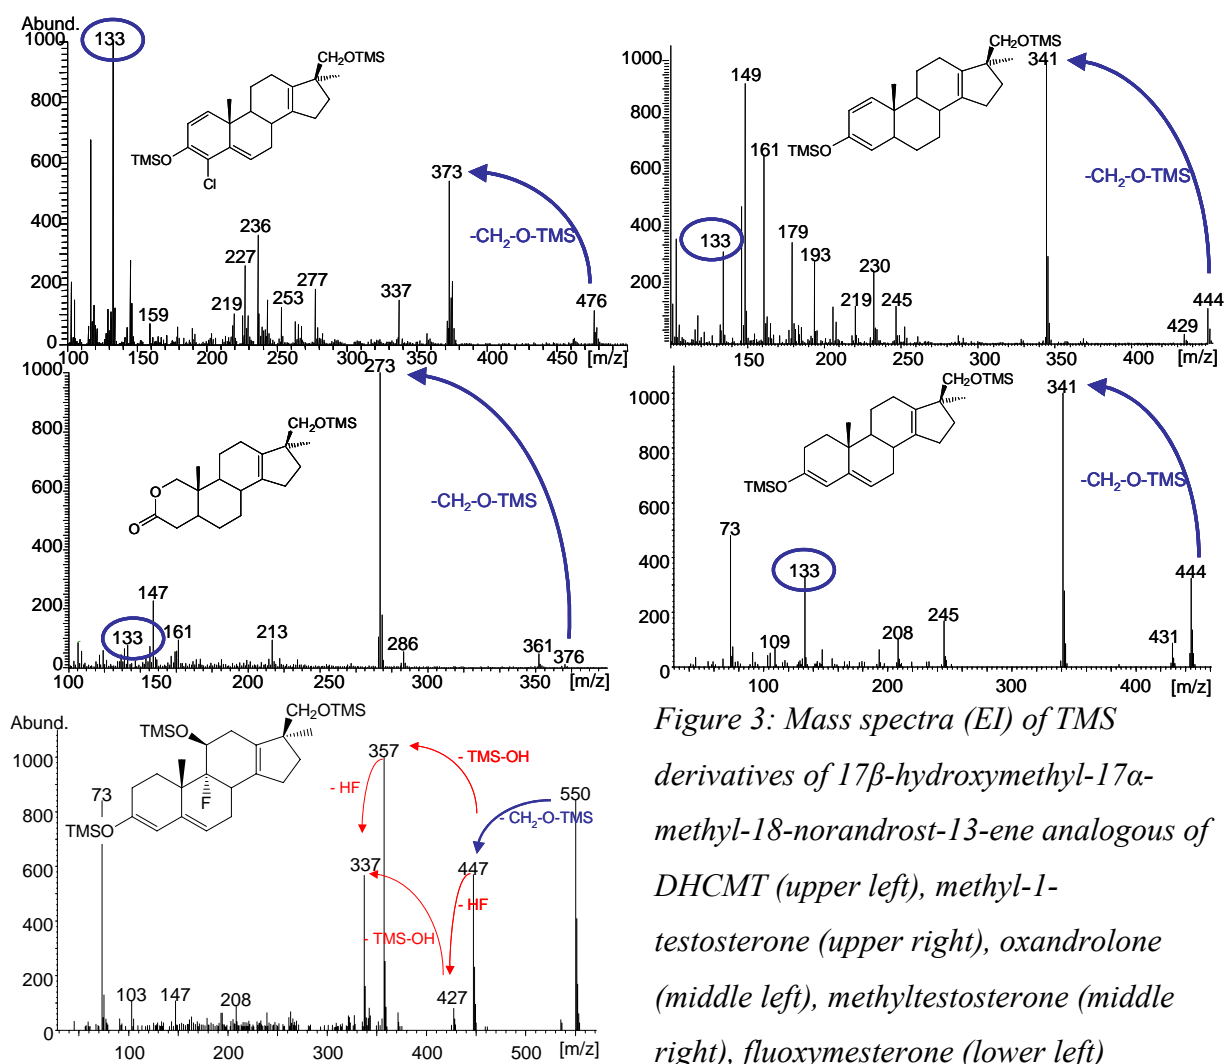 Abund.
1000
133
CH2OTMS
TMSO
Cl
800
600
400
200
0
373
-CH2-O-TMS
236
227
219
253
277
337
159
476
100
150
200
250
300
350
400
450
[m/z]
1000
149
341
CH2OTMS
TMSO
800
600
400
200
161
-CH2-O-TMS
133
179
193
230
219
245
444
429
150
200
250
300
350
400
[m/z]
1000
273
CH2OTMS
O
O
800
600
400
200
0
-CH2-O-TMS
147
133
161
213
286
361
376
100
150
200
250
300
350
[m/z]
1000
341
CH2OTMS
TMSO
800
600
400
200
0
-CH2-O-TMS
73
133
444
109
208
245
431
100
200
300
400
[m/z]
Abund.
1000
CH2OTMS
TMSO
F
TMSO
800
600
400
200
0
73
357
- TMS-OH
- HF
550
- CH2-O-TMS
337
447
- HF
- TMS-OH
427
103
147
208
100
200
300
400
500
[m/z]
Figure 3: Mass spectra (EI) of TMS
derivatives of 17β-hydroxymethyl-17α-
methyl-18-norandrost-13-ene analogous of
DHCMT (upper left), methyl-1-
testosterone (upper right), oxandrolone
(middle left), methyltestosterone (middle
right), fluoxymesterone (lower left)